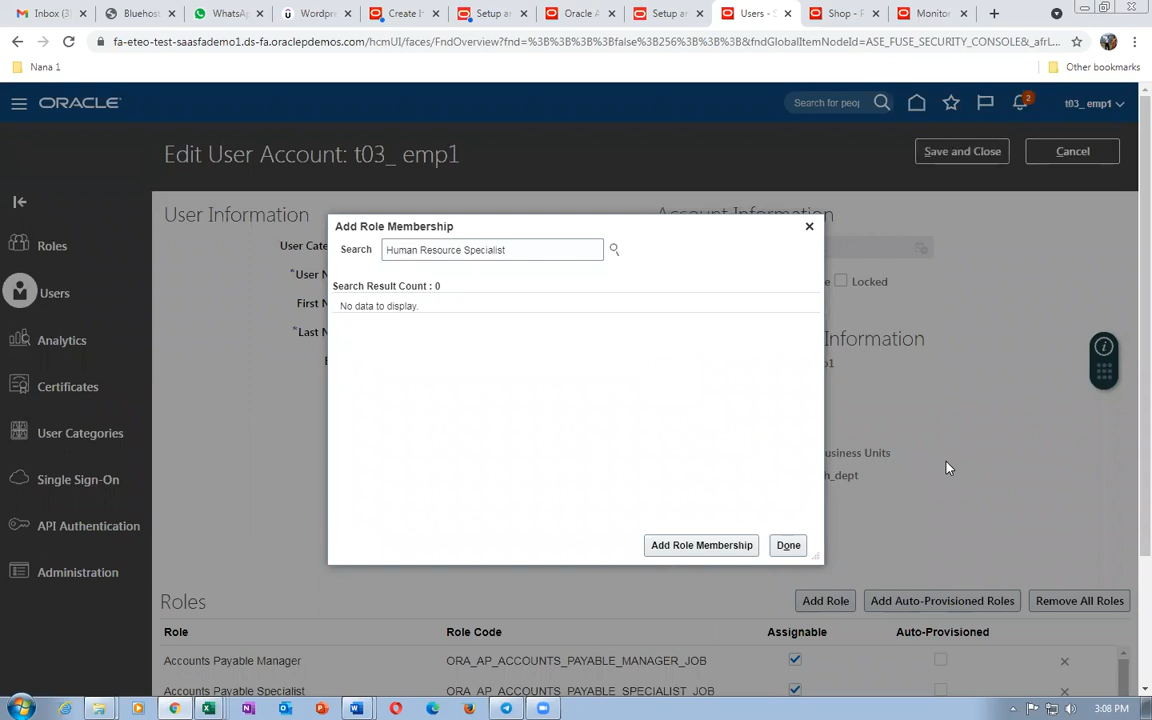 Inbox (3
Bluehost
WhatsA
Wordpre
Create I
Setup ar
Oracle A
Setup ar
Users - S
Shop - P
Monitor
fa-eteo-test-saasfademo1.ds-fa.oraclepdemos.com/hcmUI/faces/FndOverview?fnd=%3B%3B%3B%3Bfalse%3B256%3B%3B%3B&fndGlobalItemNodeId=ASE_FUSE_SECURITY_CONSOLE&_afrL...
Nana 1
Other bookmarks
ORACLE
Search for peop
2
t03_ emp1
Edit User Account: t03_ emp1
Save and Close
Cancel
User Information
Account Information
Add Role Membership
User Cate
Search
Human Resource Specialist
Roles
*User N
e
Locked
Search Result Count : 0
Users
First N
No data to display.
*Last N
Information
Analytics
E
p1
Certificates
User Categories
usiness Units
h_dept
Single Sign-On
API Authentication
Add Role Membership
Done
Administration
Roles
Add Role
Add Auto-Provisioned Roles
Remove All Roles
Role
Role Code
Assignable
Auto-Provisioned
Accounts Payable Manager
ORA_AP_ACCOUNTS_PAYABLE_MANAGER_JOB
Accounts Payable Specialist
ORA_AP_ACCOUNTS_PAYABLE_SPECIALIST_JOB
3:08 PM